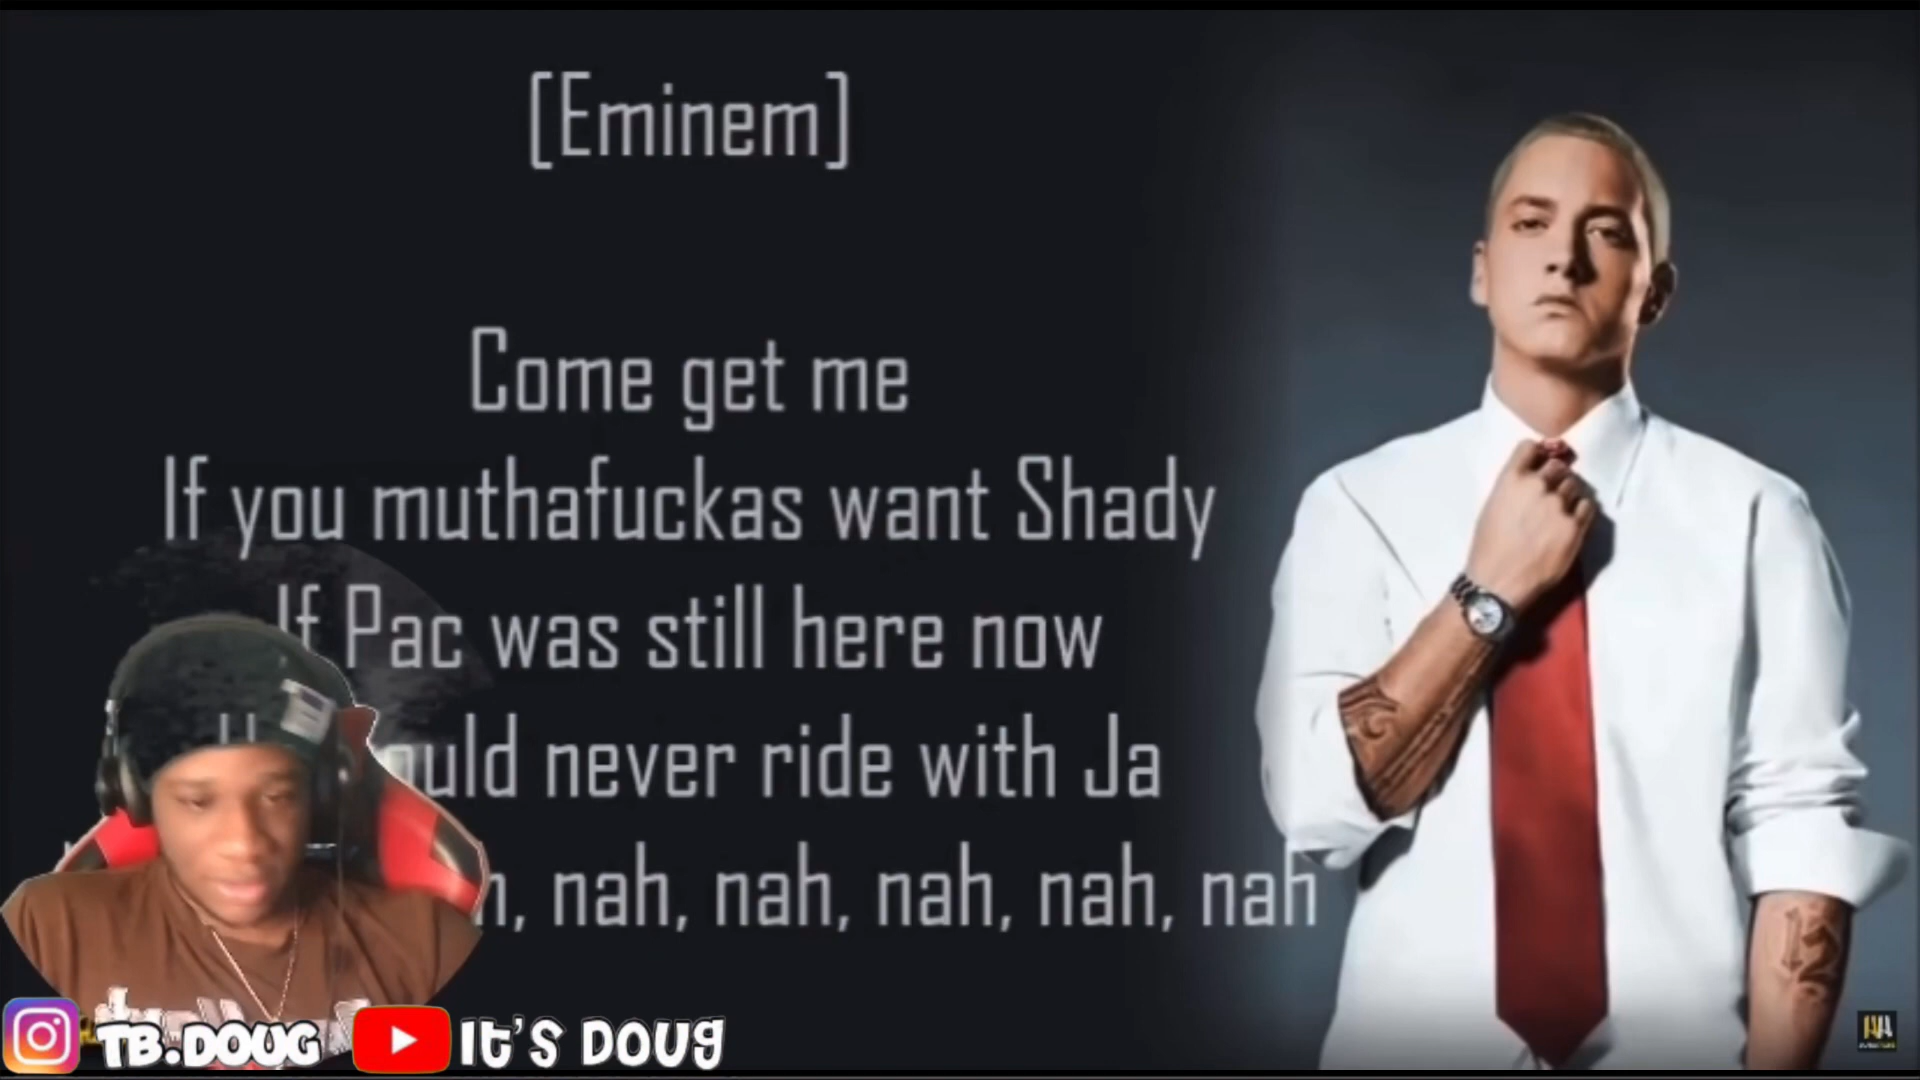 [Eminem]
Come get me
If you muthafuckas want Shady
If Pac was still here now
never ride with Ja
nah, nah, nah, nah, nah
TB.DOUG
It's Doug